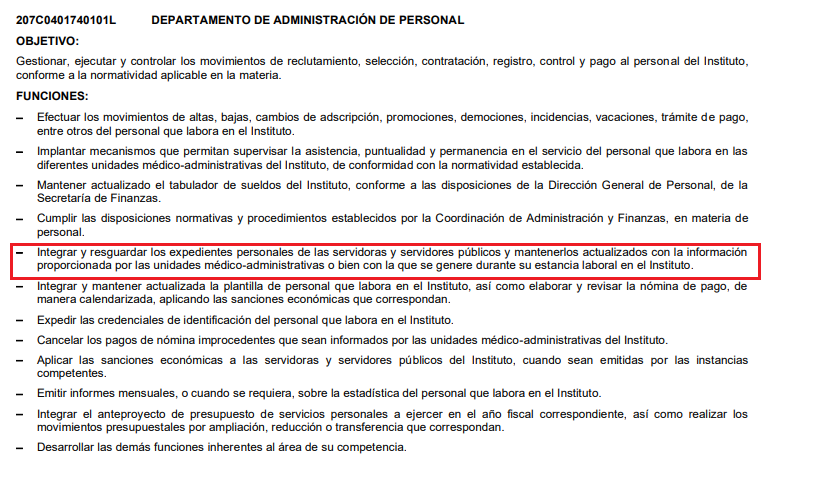 207C0401740101L DEPARTAMENTO DE ADMINISTRACIÓN DE PERSONAL
OBJETIVO:
Gestionar, ejecutar y controlar los movimientos de reclutamiento, selección, contratación, registro, control y pago al personal del Instituto,
conforme a la normatividad aplicable en la materia.
FUNCIONES:
– Efectuar los movimientos de altas, bajas, cambios de adscripción, promociones, demociones, incidencias, vacaciones, trámite de pago,
entre otros del personal que labora en el Instituto.
– Implantar mecanismos que permitan supervisar la asistencia, puntualidad y permanencia en el servicio del personal que labora en las
diferentes unidades médico-administrativas del Instituto, de conformidad con la normatividad establecida.
– Mantener actualizado el tabulador de sueldos del Instituto, conforme a las disposiciones de la Dirección General de Personal, de la
Secretaría de Finanzas.
– Cumplir las disposiciones normativas y procedimientos establecidos por la Coordinación de Administración y Finanzas, en materia de
personal.
– Integrar y resguardar los expedientes personales de las servidoras y servidores públicos y mantenerlos actualizados con la información
proporcionada por las unidades médico-administrativas o bien con la que se genere durante su estancia laboral en el Instituto.
– Integrar y mantener actualizada la plantilla de personal que labora en el Instituto, así como elaborar y revisar la nómina de pago, de
manera calendarizada, aplicando las sanciones económicas que correspondan.
– Expedir las credenciales de identificación del personal que labora en el Instituto.
– Cancelar los pagos de nómina improcedentes que sean informados por las unidades médico-administrativas del Instituto.
– Aplicar las sanciones económicas a las servidoras y servidores públicos del Instituto, cuando sean emitidas por las instancias
competentes.
– Emitir informes mensuales, o cuando se requiera, sobre la estadística del personal que labora en el Instituto.
– Integrar el anteproyecto de presupuesto de servicios personales a ejercer en el año fiscal correspondiente, así como realizar los
movimientos presupuestales por ampliación, reducción o transferencia que correspondan.
– Desarrollar las demás funciones inherentes al área de su competencia.